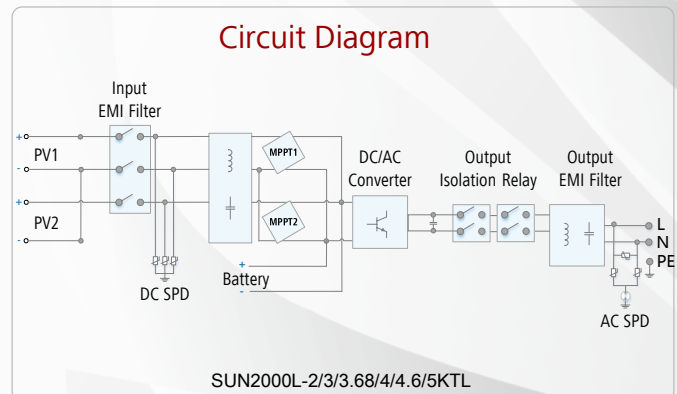 Circuit Diagram
Input
EMI Filter
+
PV1
-
+
PV2
-
MPPT1
MPPT2
DC/AC
Converter
Output
Isolation Relay
Output
EMI Filter
L
N
PE
+
Battery
-
DC SPD
AC SPD
SUN2000L-2/3/3.68/4/4.6/5KTL